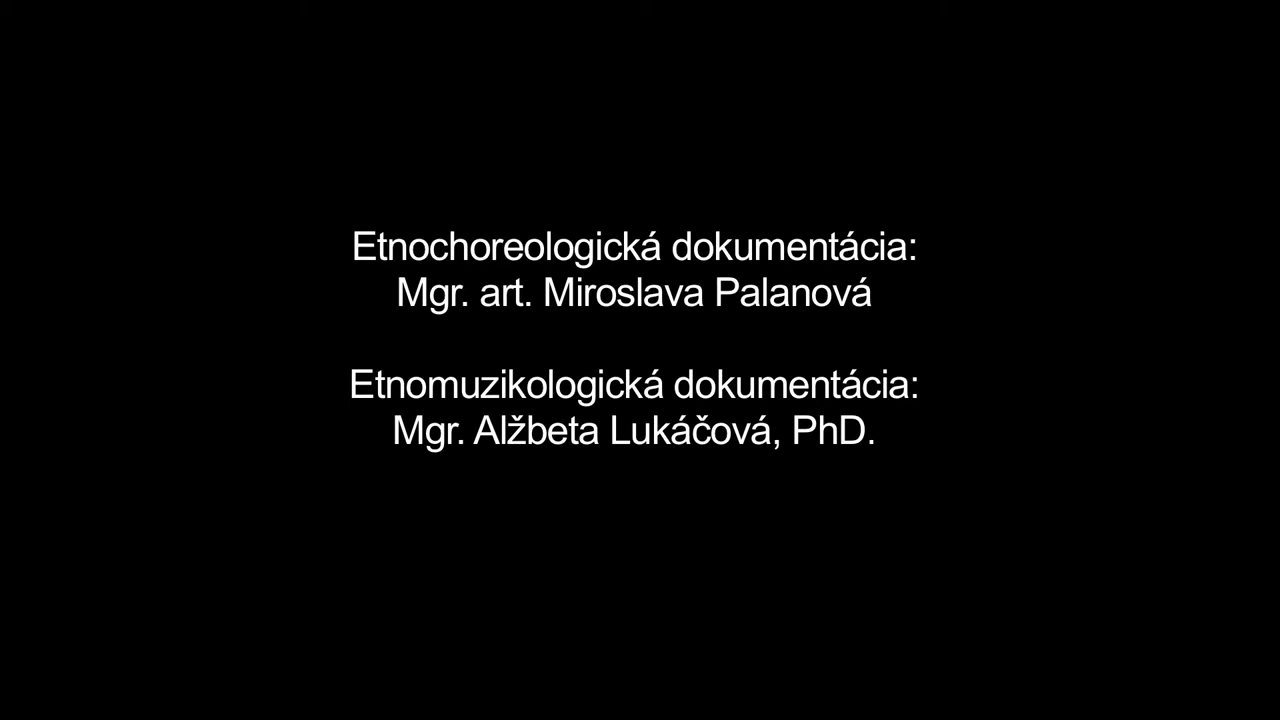 Etnochoreologická dokumentácia:
Mgr. art. Miroslava Palanová
Etnomuzikologická dokumentácia:
Mgr. Alžbeta Lukáčová, PhD.